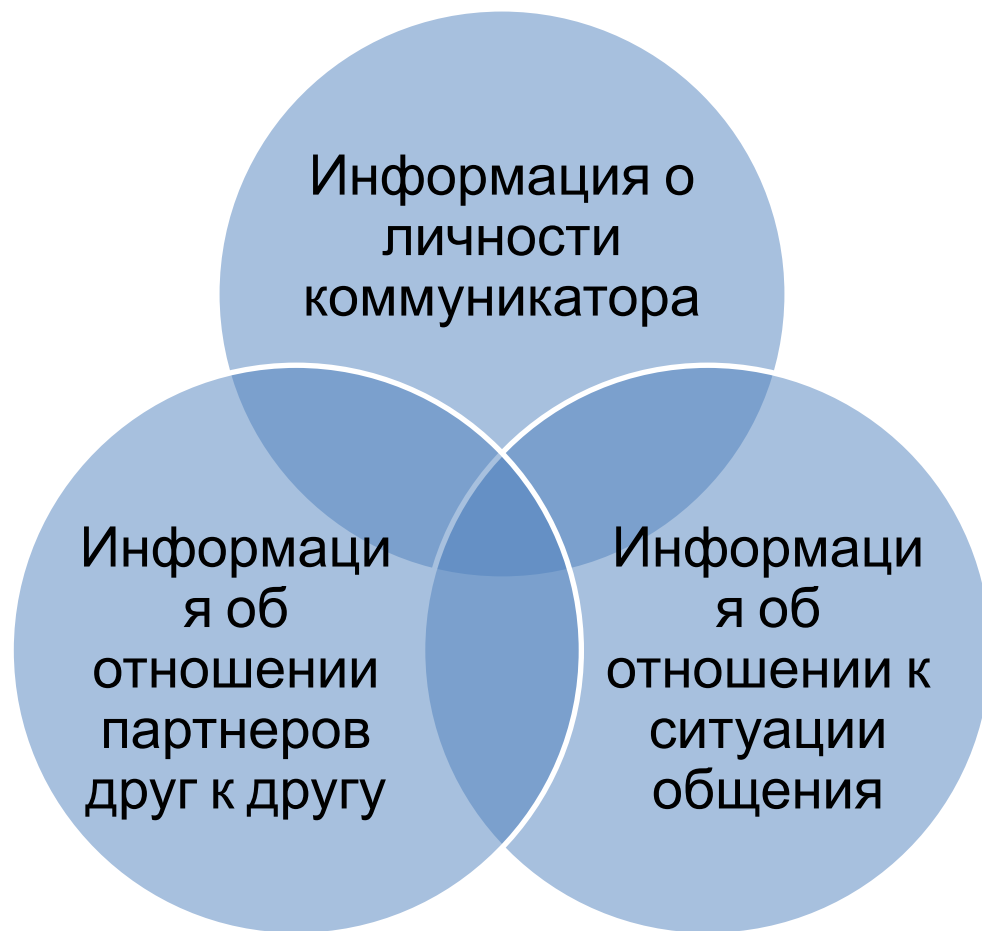 Информация о
личности
коммуникатора
Информаци
я об
отношении
партнеров
друг к другу
Информаци
я об
отношении к
ситуации
общения